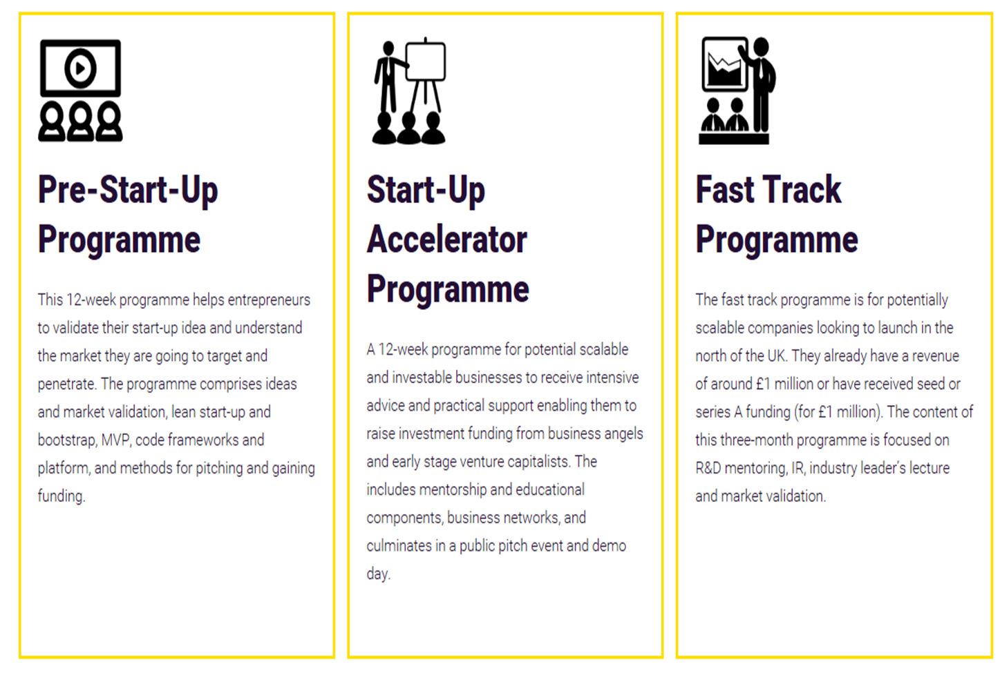 Pre-Start-Up
Programme
This 12-week programme helps entrepreneurs
to validate their start-up idea and understand
the market they are going to target and
penetrate. The programme comprises ideas
and market validation, lean start-up and
bootstrap, MVP, code frameworks and
platform, and methods for pitching and gaining
funding.
Start-Up
Accelerator
Programme
A 12-week programme for potential scalable
and investable businesses to receive intensive
advice and practical support enabling them to
raise investment funding from business angels
and early stage venture capitalists. The
includes mentorship and educational
components, business networks, and
culminates in a public pitch event and demo
day.
Fast Track
Programme
The fast track programme is for potentially
scalable companies looking to launch in the
north of the UK. They already have a revenue
of around £1 million or have received seed or
series A funding (for £1 million). The content of
this three-month programme is focused on
R&D mentoring, IR, industry leader’s lecture
and market validation.